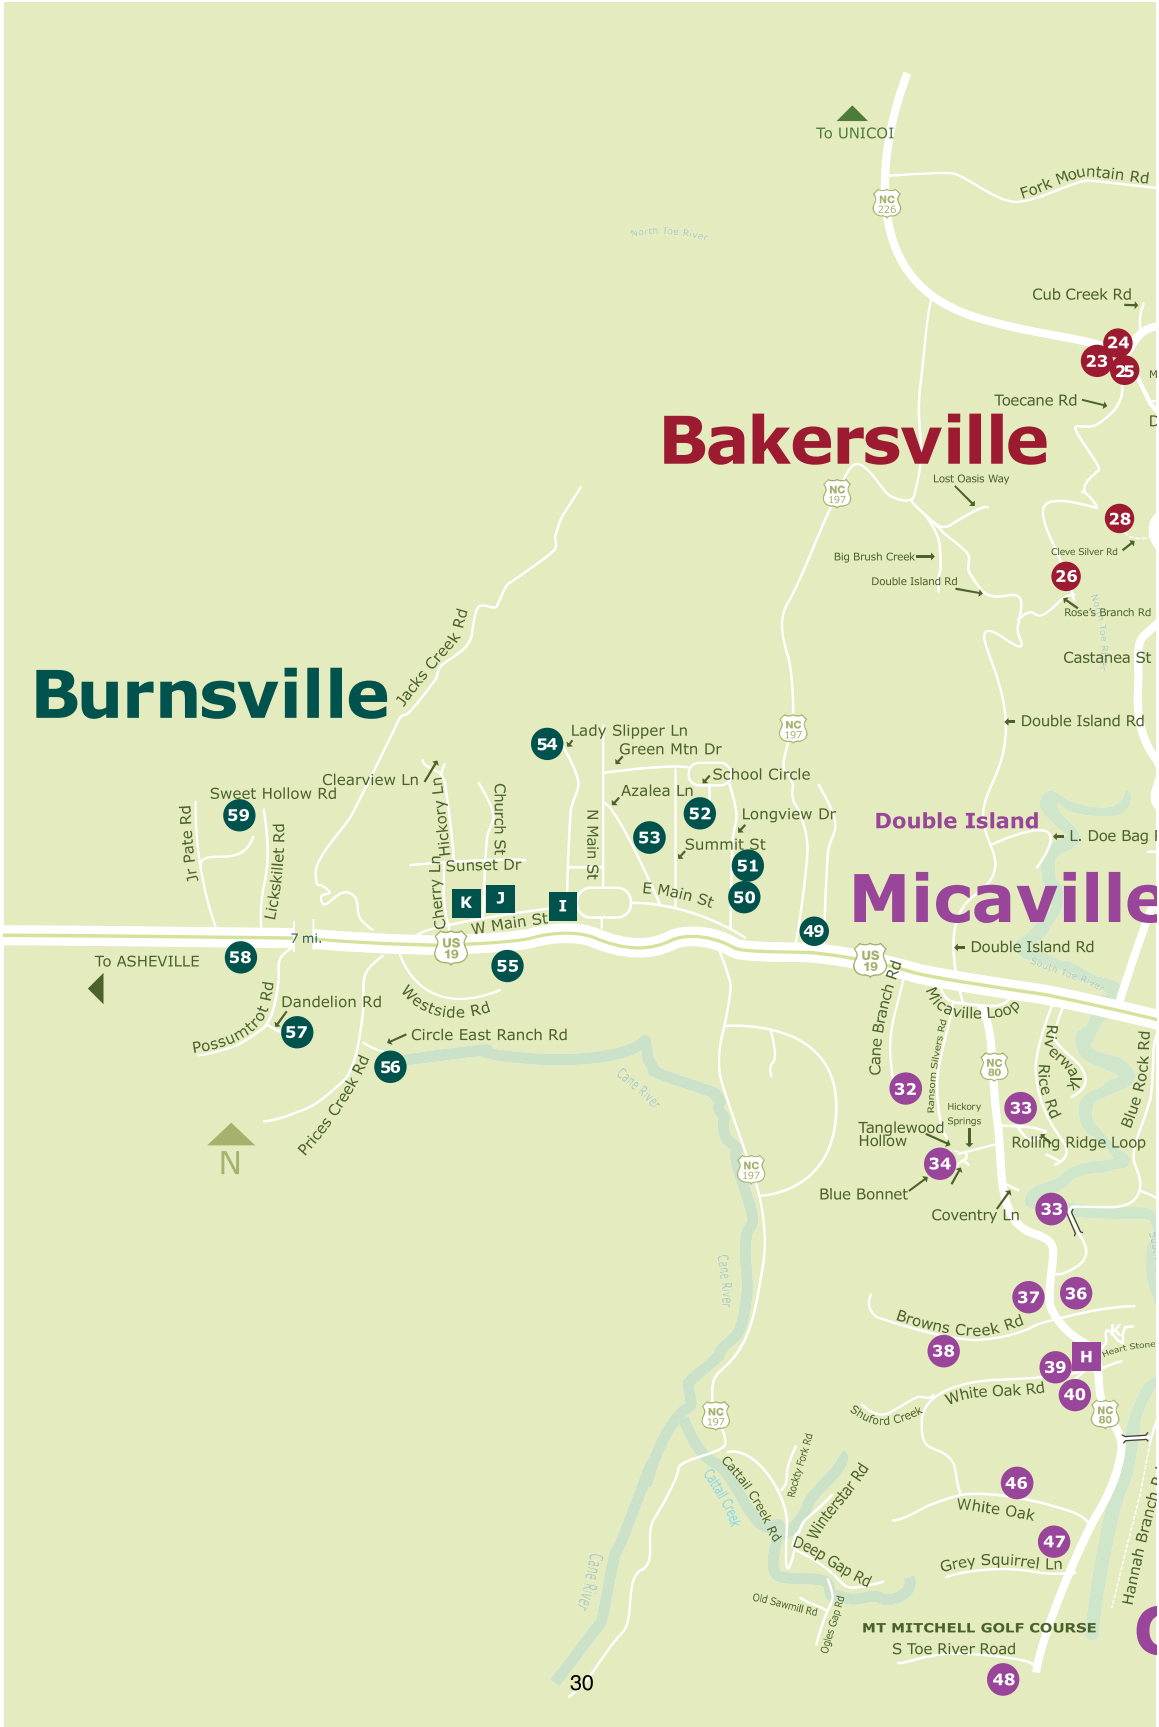 To UNICOI
Fork Mountain Rd
NC
226
North Toe River
Cub Creek Rd
24
23
25
M
Toecane Rd
D
Bakersville
Lost Oasis Way
NC
197
28
Big Brush Creek
Cleve Silver Rd
Double Island Rd
26
North Toe River
Rose's Branch Rd
Jacks Creek Rd
Castanea St
Burnsville
Double Island Rd
NC
197
54
Lady Slipper Ln
Green Mtn Dr
School Circle
Clearview Ln
Sweet Hollow Rd
59
Azalea Ln
52
Longview Dr
Double Island
Jr Pate Rd
Lickskillet Rd
Hickory Ln
Church St
N Main St
53
Summit St
L. Doe Bag
51
Sunset Dr
Cherry Ln
K
J
I
E Main St
50
Micaville
W Main St
49
7 mi.
US
19
Double Island Rd
58
To ASHEVILLE
55
US
19
South Toe River
Cane Branch Rd
Micaville Loop
Possumtrot Rd
Dandelion Rd
Westside Rd
57
Circle East Ranch Rd
56
Prices Creek Rd
Cane River
Ransom Silvers Rd
NC
80
Riverwalk
Rice Rd
Blue Rock Rd
32
33
Hickory
Springs
Tanglewood
Hollow
Rolling Ridge Loop
N
34
NC
197
Blue Bonnet
Coventry Ln
33
Cane River
37
36
Browns Creek Rd
38
H
Heart Stone
39
White Oak Rd
40
Shuford Creek
NC
197
NC
80
Cattail Creek Rd
Cattail Creek
Rockty Fork Rd
Winterstar Rd
46
White Oak
47
Deep Gap Rd
Grey Squirrel Ln
Hannah Branch
Cane River
Old Sawmill Rd
Ogles Gap Rd
MT MITCHELL GOLF COURSE
S Toe River Road
48
30